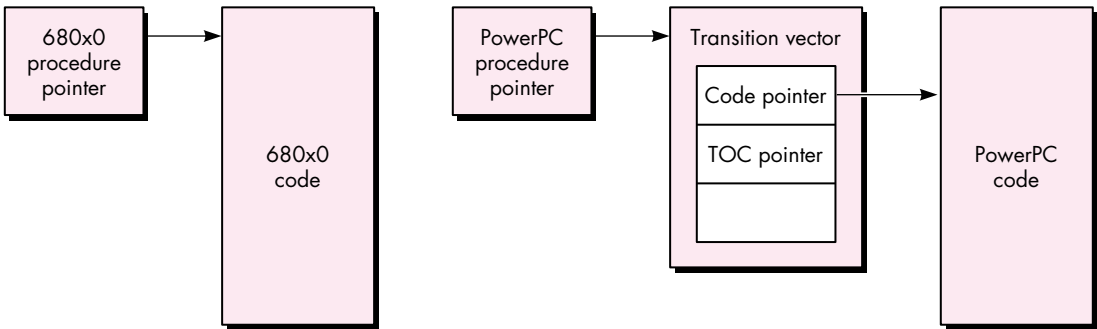 680x0
procedure
pointer
680x0
code
PowerPC
procedure
pointer
Transition vector
Code pointer
TOC pointer
PowerPC
code